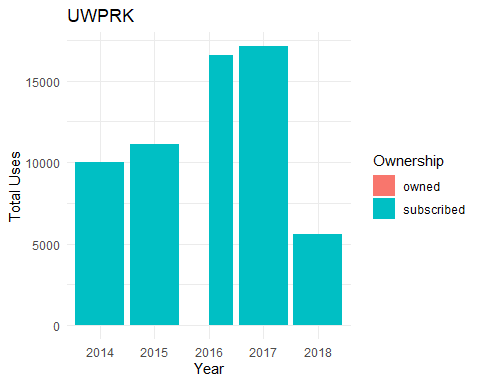 UWPRK
Total Uses
15000
10000
5000
0
2014 2015 2016 2017 2018
Year
Ownership
owned
subscribed